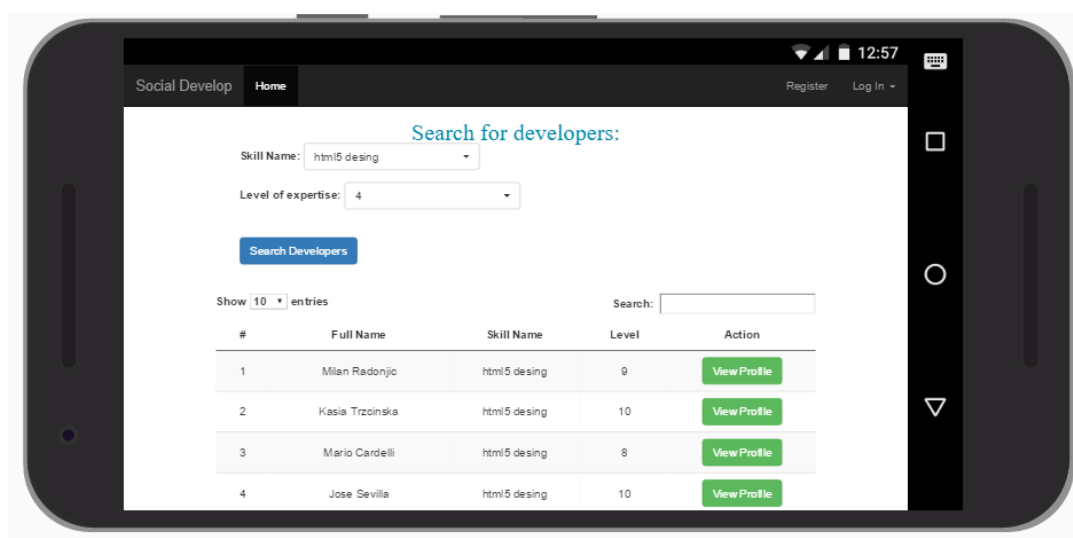 12:57
Social Develop Home Register Log In
Search for developers:
Skill Name: html5 desing
Level of expertise: 4
Search Developers
Show 10 entries Search:
# Full Name Skill Name Level Action
1 Milan Radonjic html5 desing 9 View Profile
2 Kasia Trzcinska html5 desing 10 View Profile
3 Mario Cardelli html5 desing 8 View Profile
4 Jose Sevilla html5 desing 10 View Profile